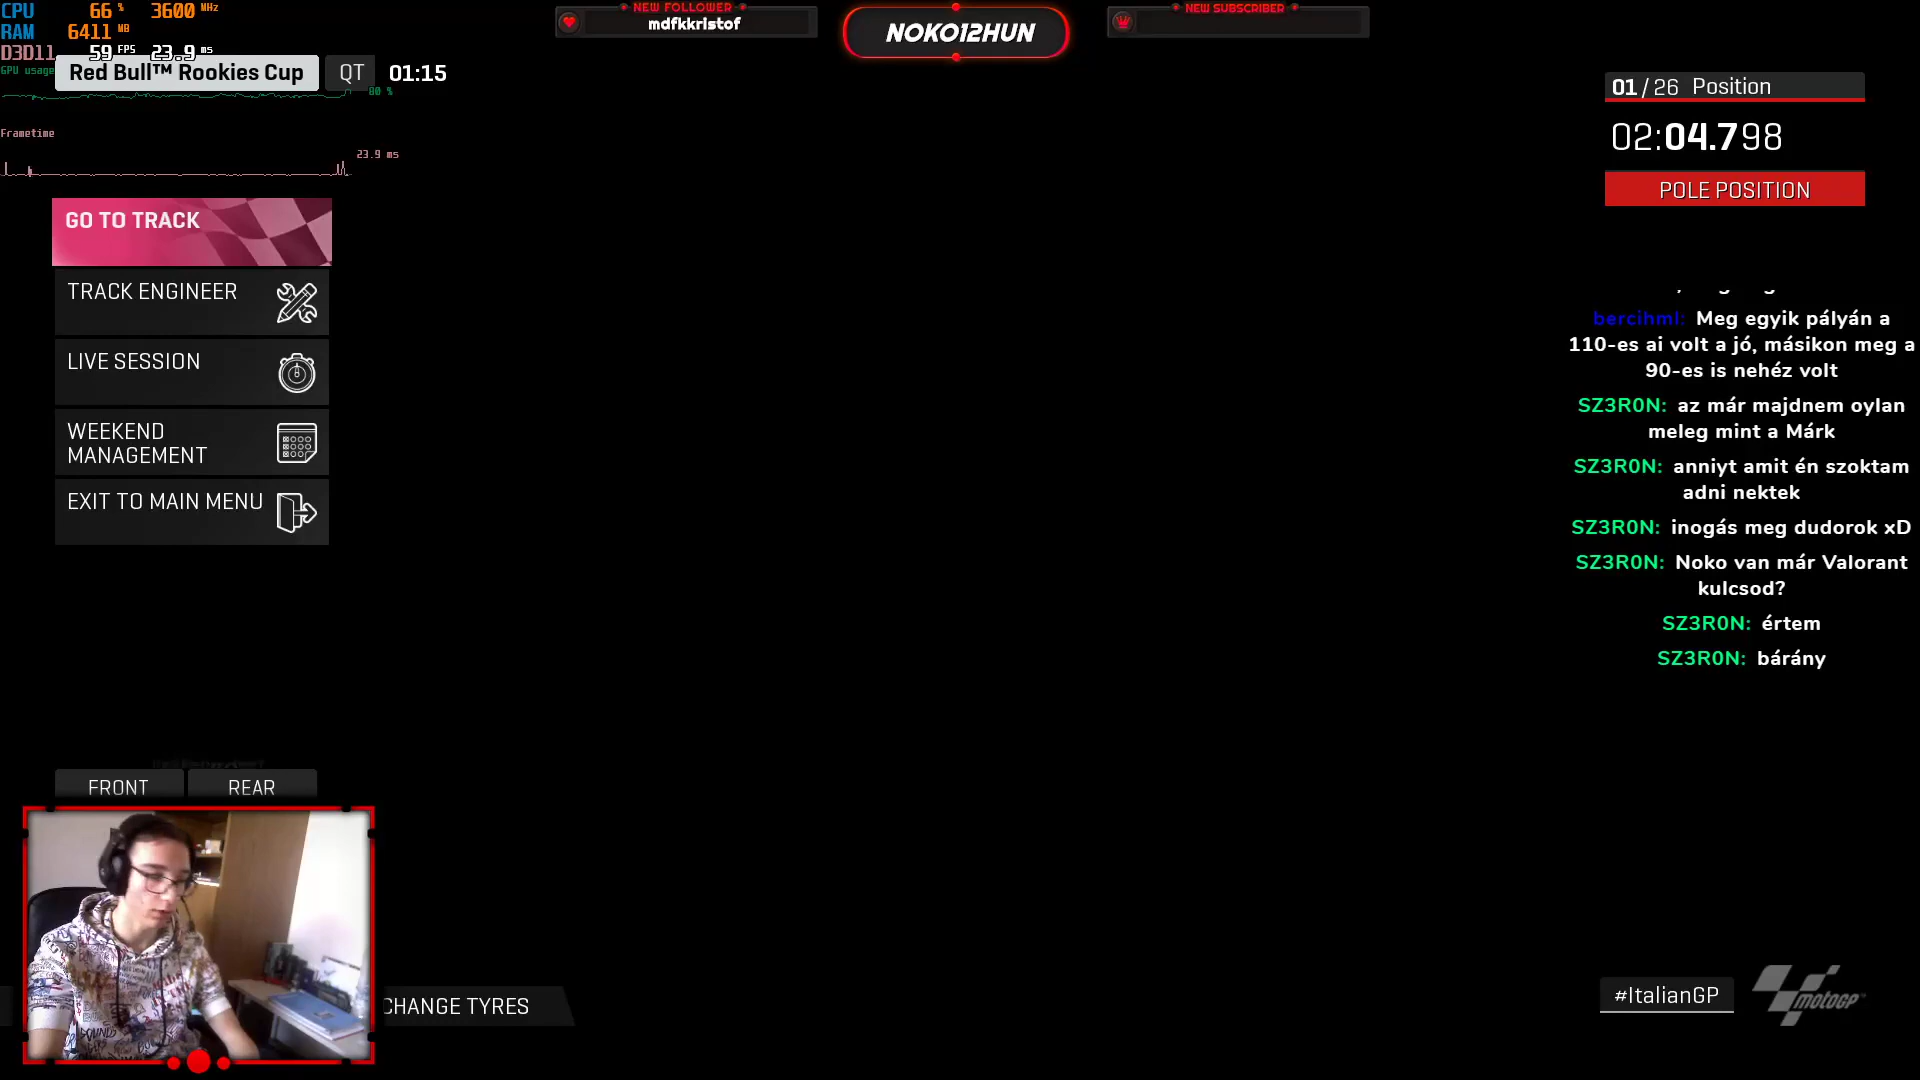 CPU 66 % 3600 MHz
RAM 6411 MB
D3D11 59 FPS 23.9 ms
GPU usage
80 %
Frametime
23.9 ms
NEW FOLLOWER
mdfkkristof
NOKO12HUN
NEW SUBSCRIBER
Red Bull™ Rookies Cup QT 01:15
01 / 26 Position
02:04.798
POLE POSITION
GO TO TRACK
TRACK ENGINEER
LIVE SESSION
WEEKEND
MANAGEMENT
EXIT TO MAIN MENU
bercihml: Meg egyik pályán a
110-es ai volt a jó, másikon meg a
90-es is nehéz volt
SZ3R0N: az már majdnem oylan
meleg mint a Márk
SZ3R0N: anniyt amit én szoktam
adni nektek
SZ3R0N: inogás meg dudorok xD
SZ3R0N: Noko van már Valorant
kulcsod?
SZ3R0N: értem
SZ3R0N: bárány
FRONT REAR
CHANGE TYRES
#ItalianGP
motoGP